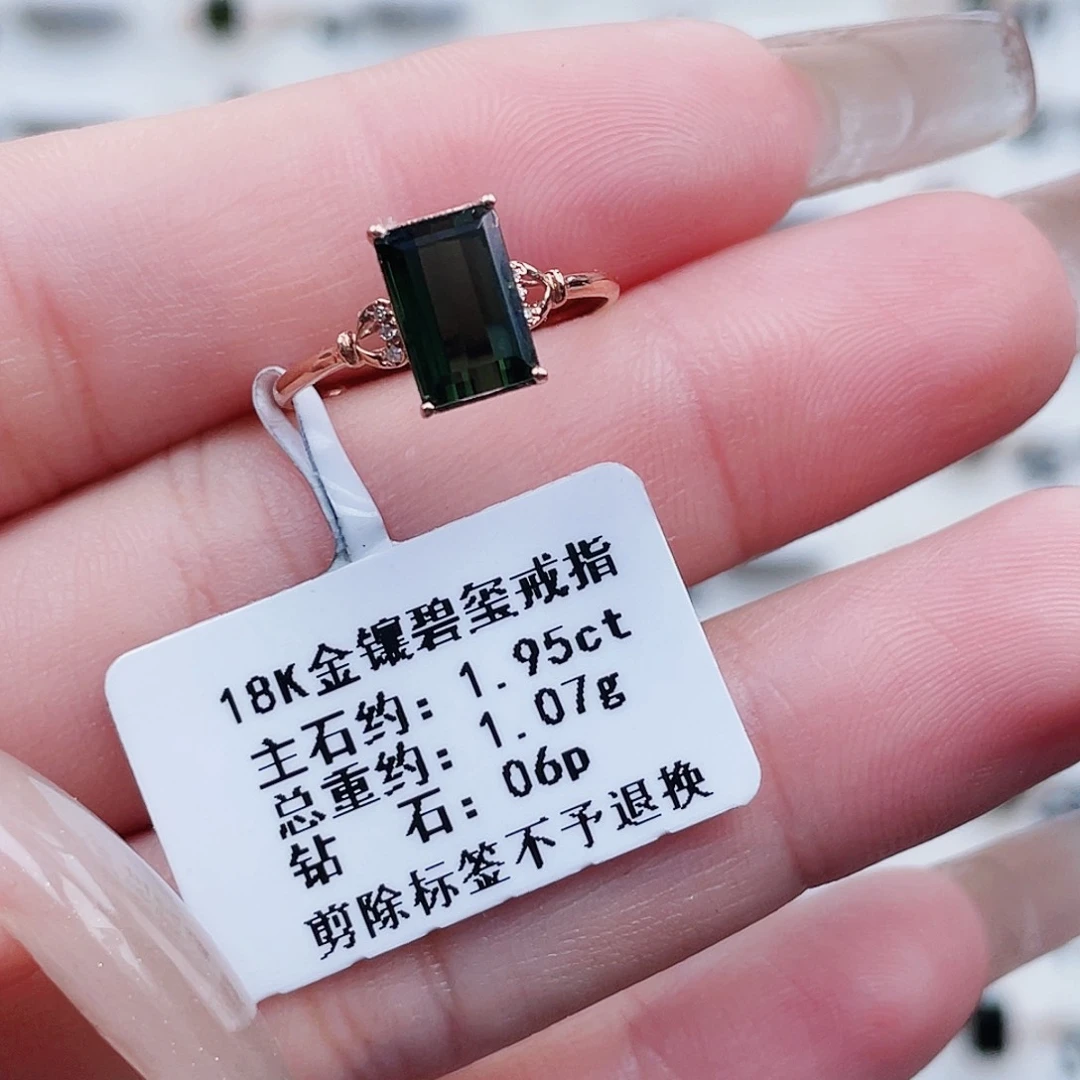 18K金镶碧玺戒指
主石约: 1.95ct
总重约: 1.07g
钻 石: 06p
剪除标签不予退换